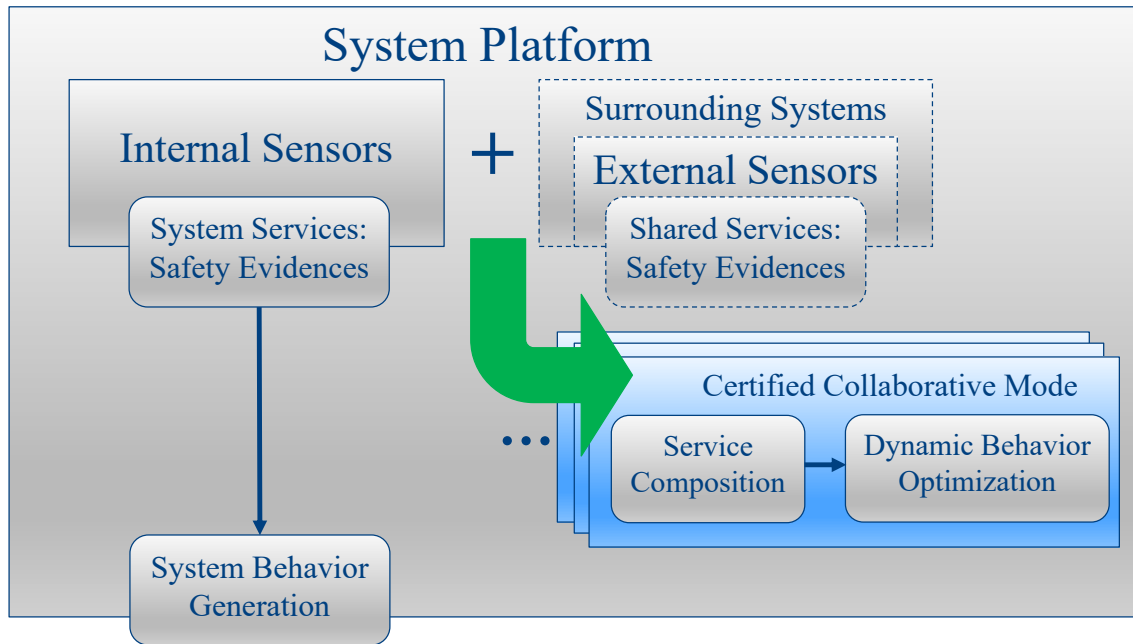 System Platform
Internal Sensors
+
Surrounding Systems
External Sensors
System Services:
Safety Evidences
Shared Services:
Safety Evidences
Certified Collaborative Mode
...
Service
Composition
Dynamic Behavior
Optimization
System Behavior
Generation